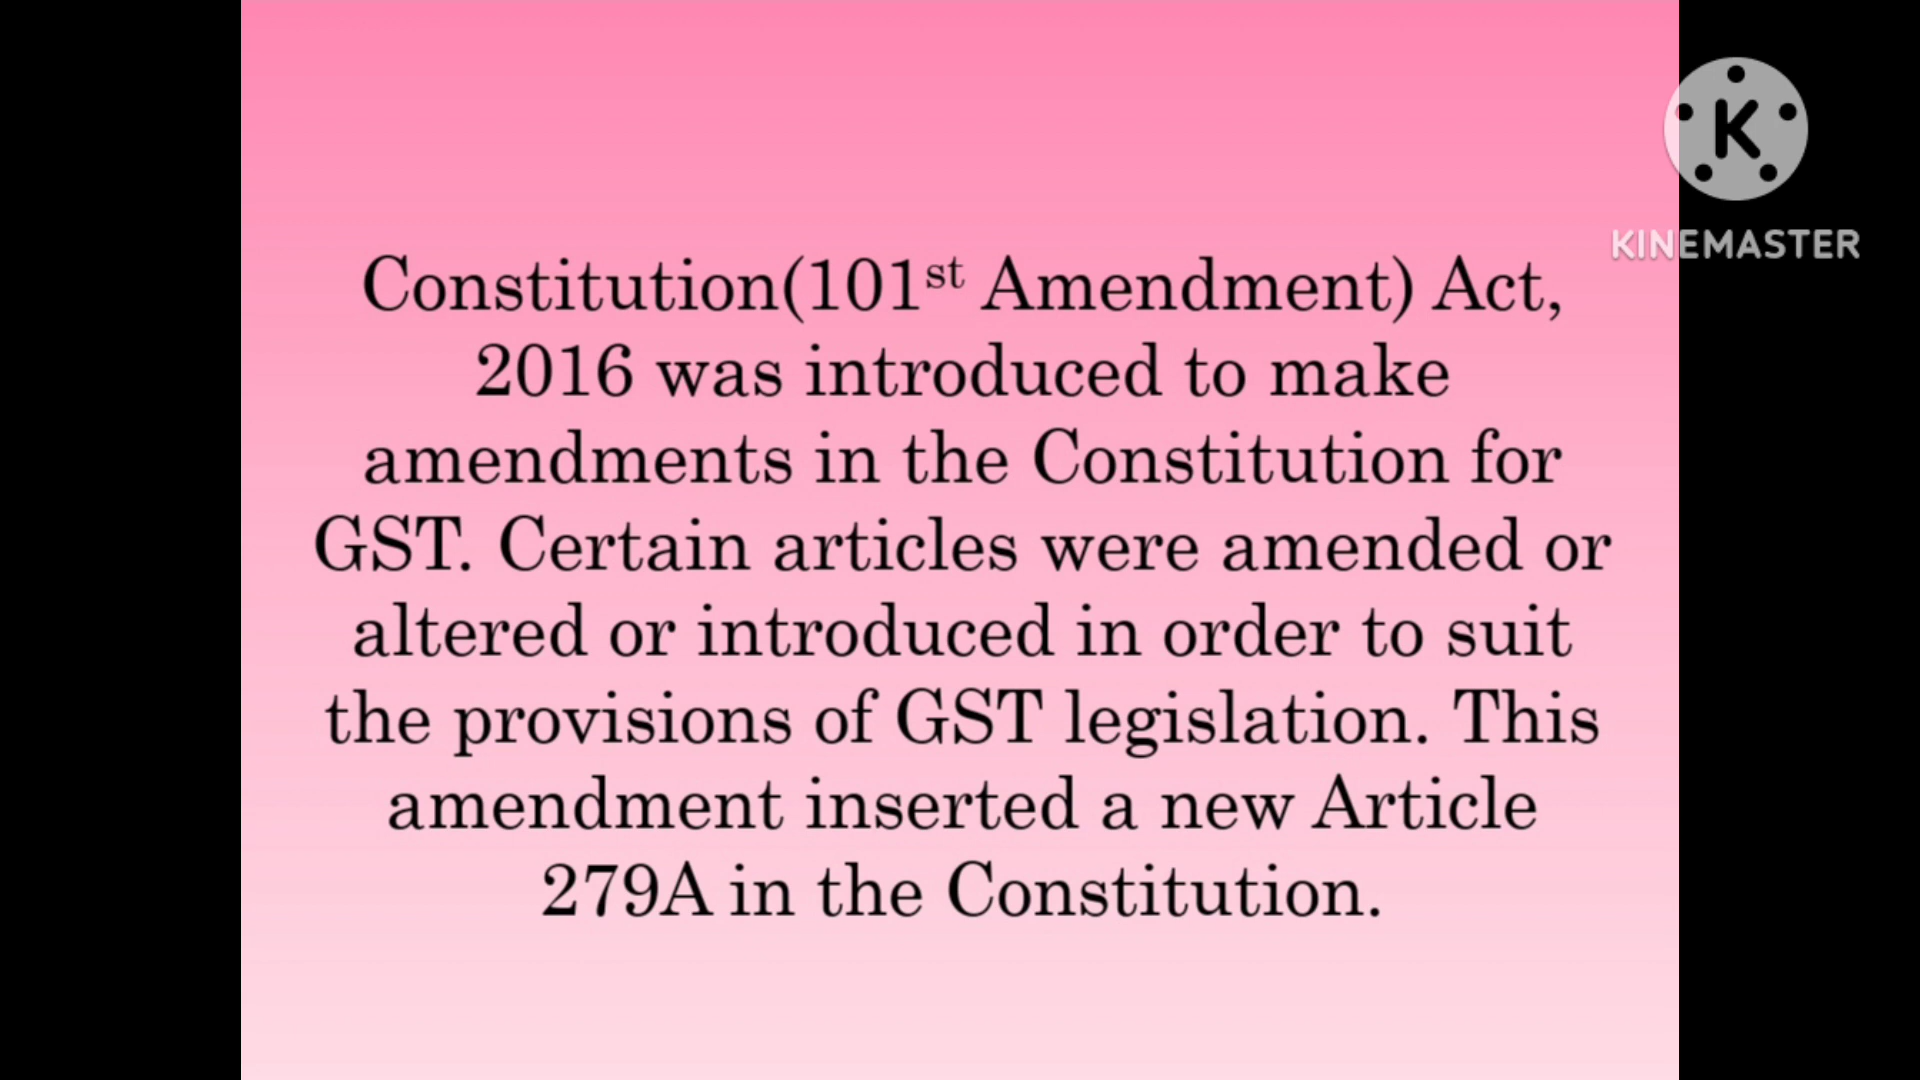 K
KINEMASTER
Constitution(101st Amendment) Act,
2016 was introduced to make
amendments in the Constitution for
GST. Certain articles were amended or
altered or introduced in order to suit
the provisions of GST legislation. This
amendment inserted a new Article
279A in the Constitution.